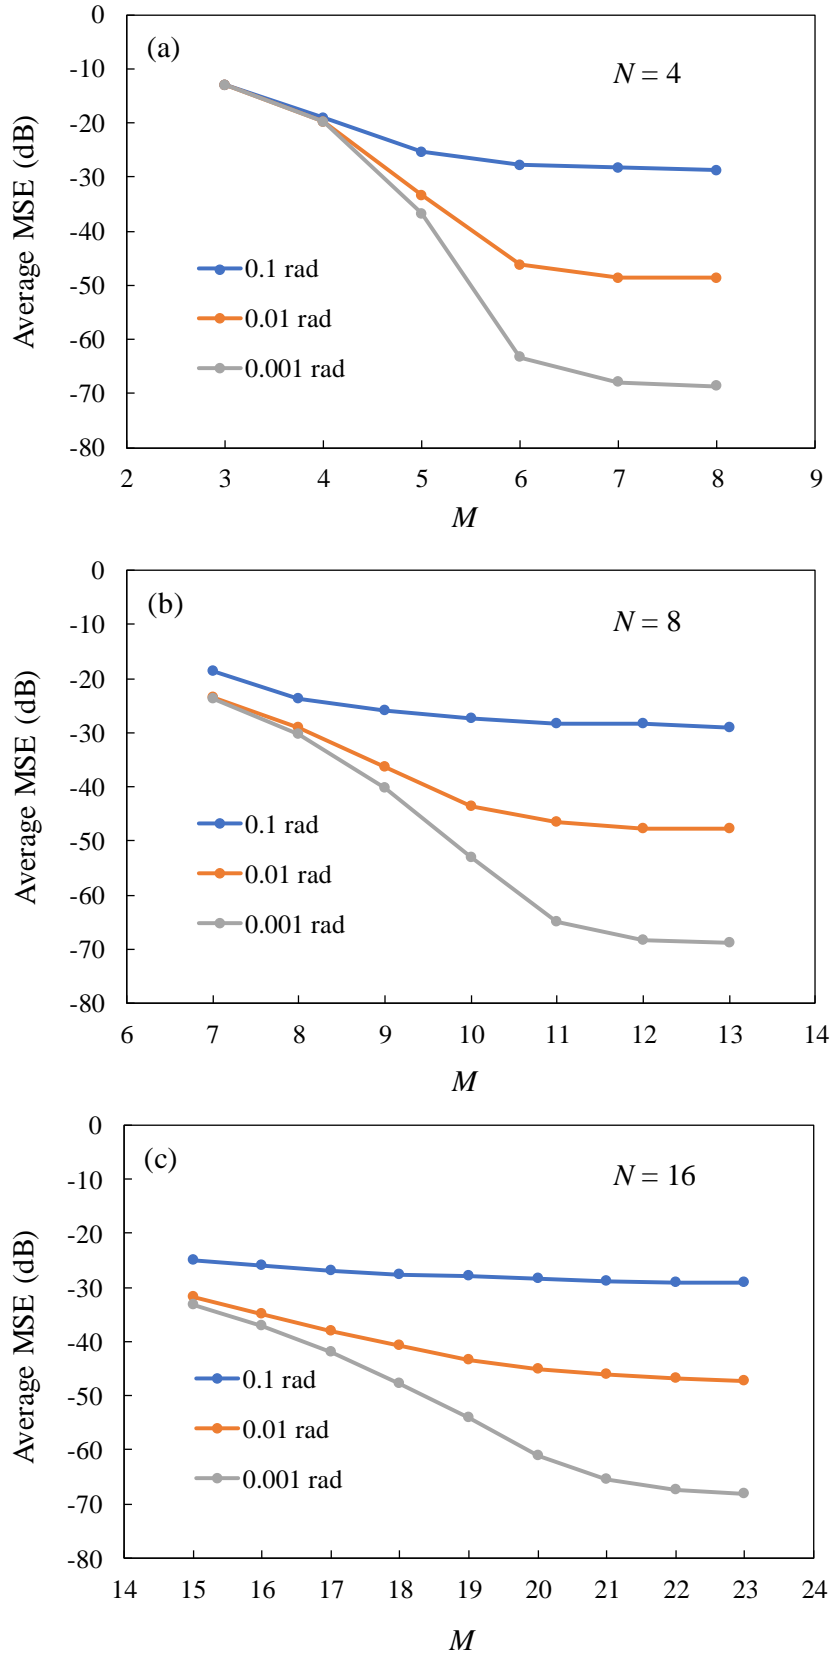 (a)
N = 4
Average MSE (dB)
0
-10
-20
-30
-40
-50
-60
-70
-80
0.1 rad
0.01 rad
0.001 rad
2 3 4 5 6 7 8 9
M
(b)
N = 8
Average MSE (dB)
0
-10
-20
-30
-40
-50
-60
-70
-80
0.1 rad
0.01 rad
0.001 rad
6 7 8 9 10 11 12 13 14
M
(c)
N = 16
Average MSE (dB)
0
-10
-20
-30
-40
-50
-60
-70
-80
0.1 rad
0.01 rad
0.001 rad
14 15 16 17 18 19 20 21 22 23 24
M